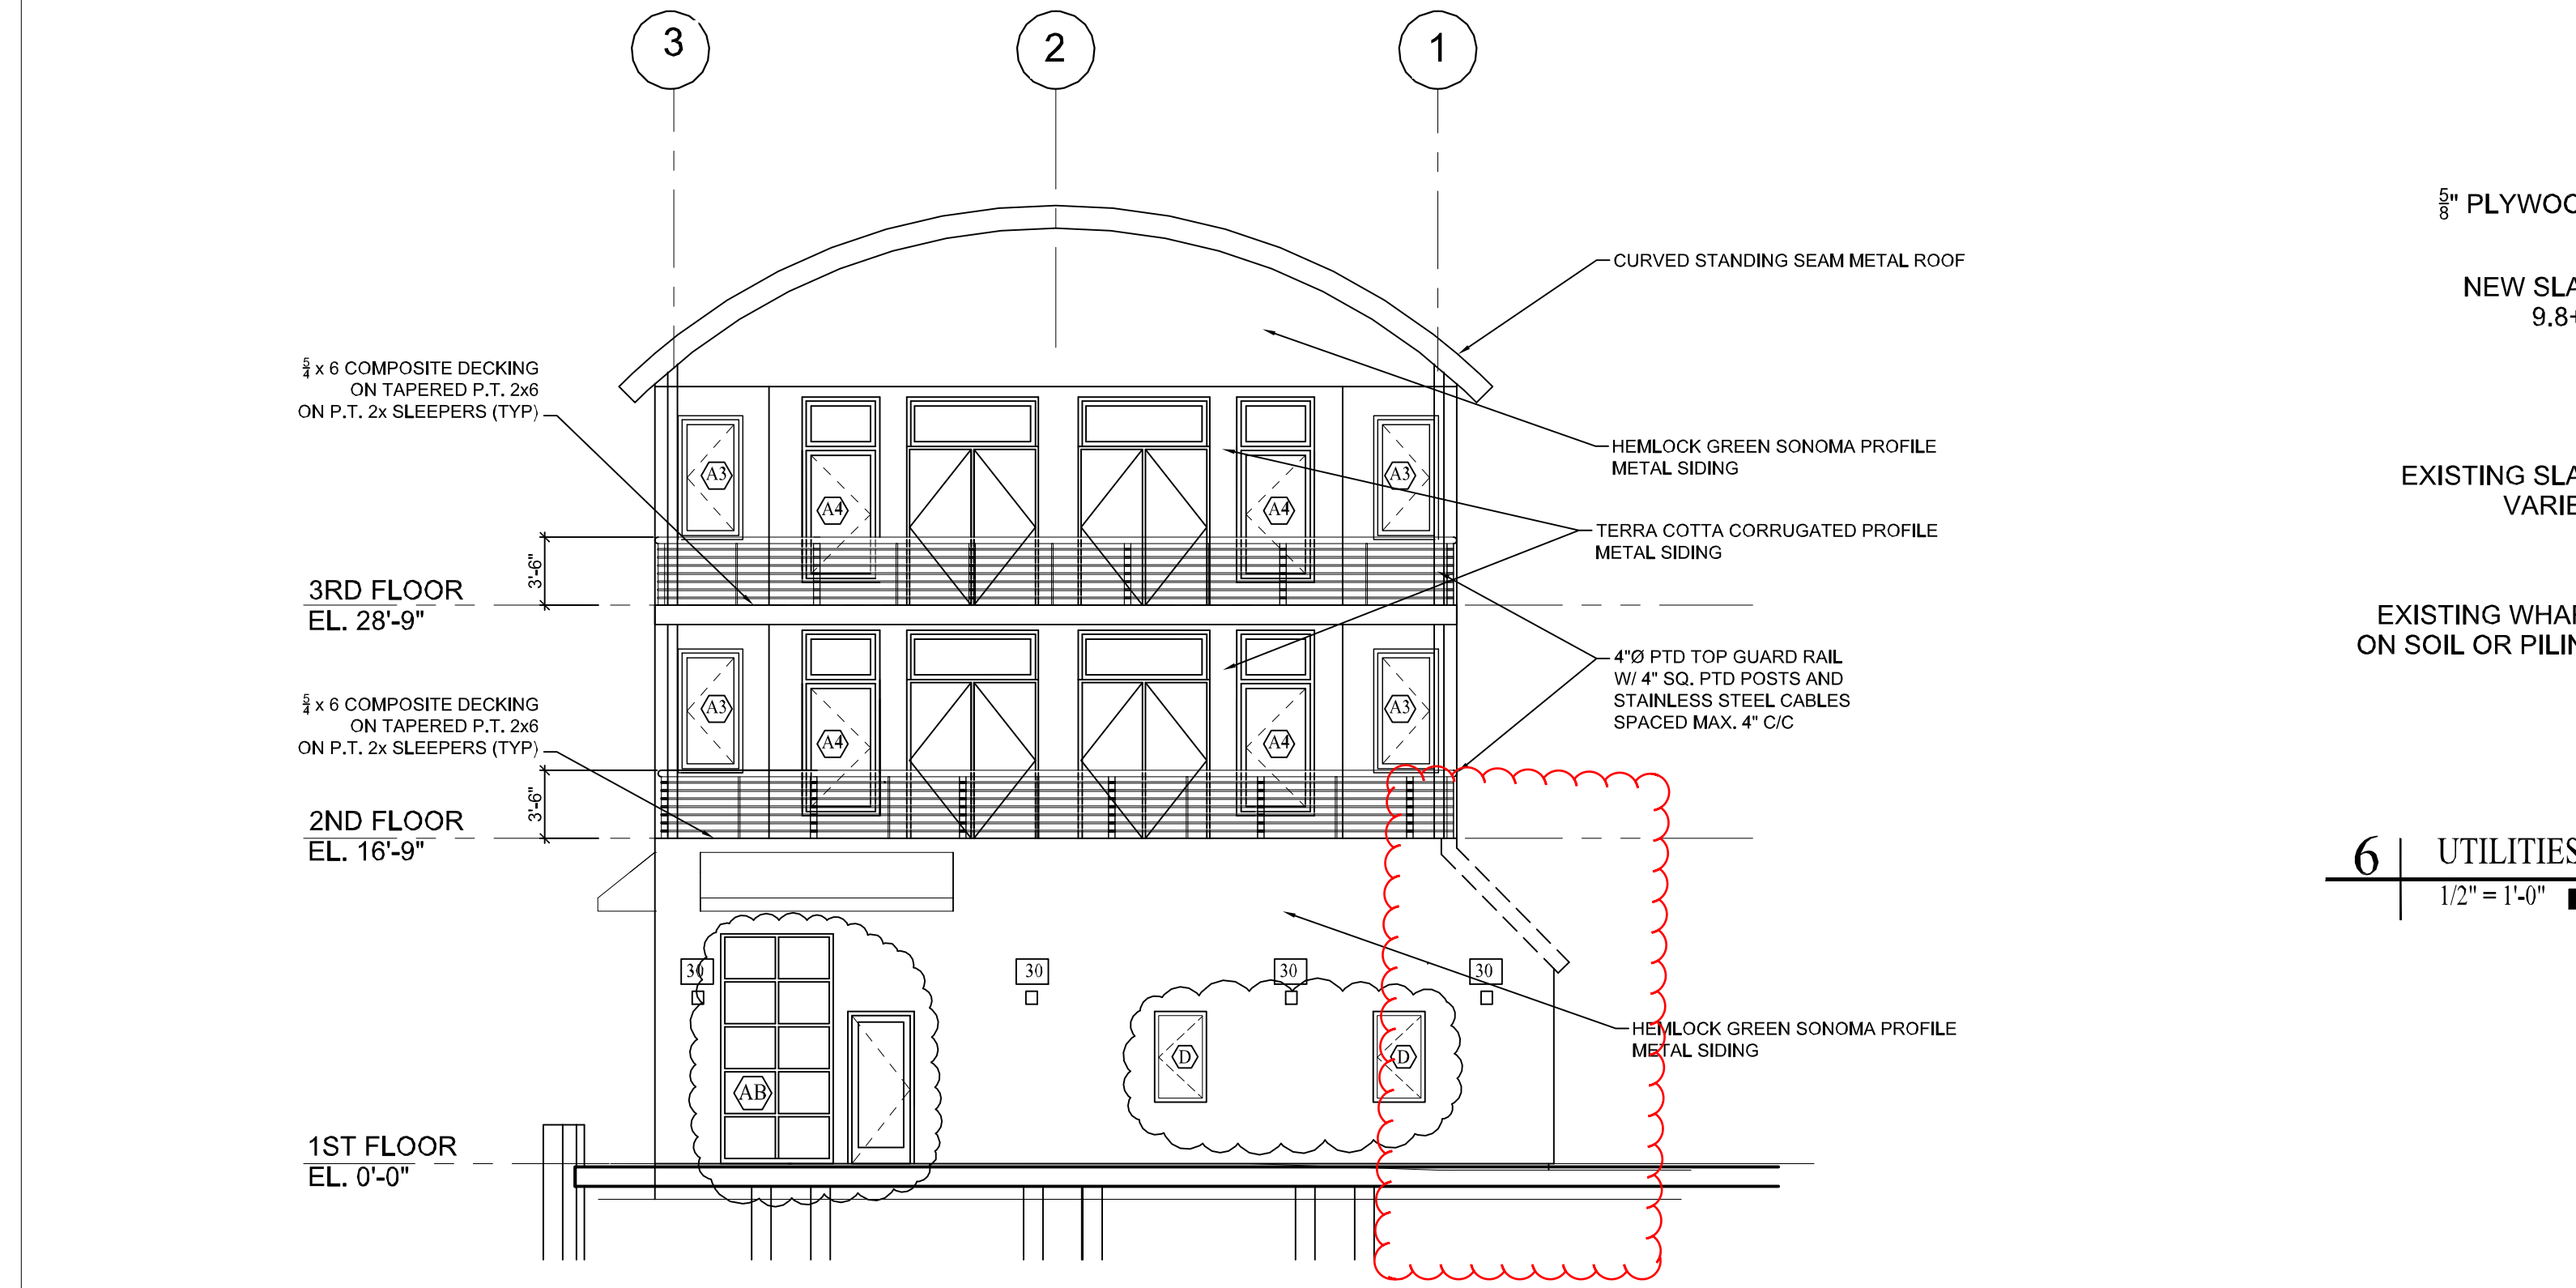 3
2
1
CURVED STANDING SEAM METAL ROOF
5/4 x 6 COMPOSITE DECKING
ON TAPERED P.T. 2x6
ON P.T. 2x SLEEPERS (TYP)
HEMLOCK GREEN SONOMA PROFILE
METAL SIDING
A3
A4
A4
A3
TERRA COTTA CORRUGATED PROFILE
METAL SIDING
3'-6"
3RD FLOOR
EL. 28'-9"
4"Ø PTD TOP GUARD RAIL
W/ 4" SQ. PTD POSTS AND
STAINLESS STEEL CABLES
SPACED MAX. 4" C/C
5/4 x 6 COMPOSITE DECKING
ON TAPERED P.T. 2x6
ON P.T. 2x SLEEPERS (TYP)
A3
A4
A4
A3
3'-6"
2ND FLOOR
EL. 16'-9"
30
30
30
30
HEMLOCK GREEN SONOMA PROFILE
METAL SIDING
AB
D
D
1ST FLOOR
EL. 0'-0"
5/8" PLYWOO
NEW SLA
9.8+
EXISTING SLA
VARIE
EXISTING WHAR
ON SOIL OR PILIN
6
UTILITIES
1/2" = 1'-0"